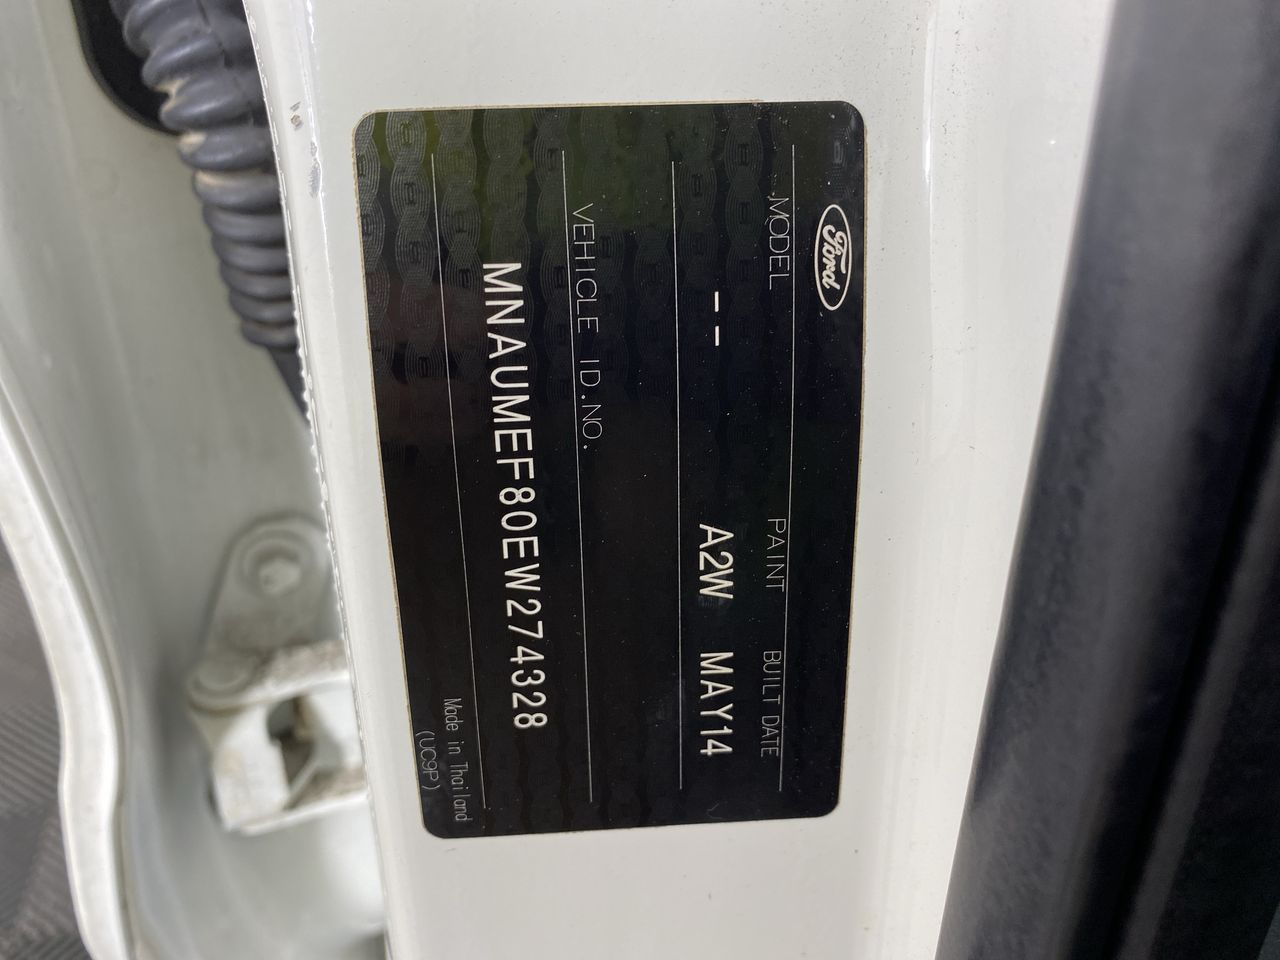 Ford
MODEL PAINT BUILT DATE
-- A2W MAY14
VEHICLE ID.NO.
MNAUMEF80EW274328
Made in Thailand
(UC9P)